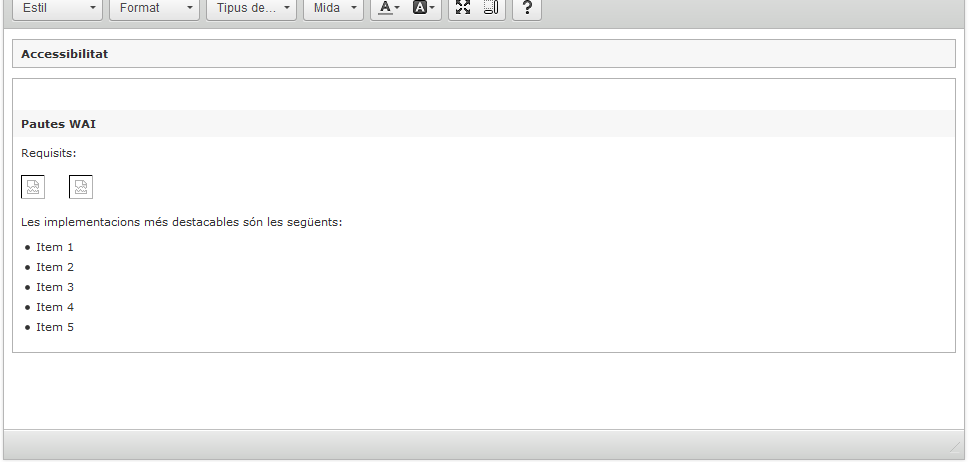 Estil Format Tipus de... Mida A A ?
Accessibilitat
Pautes WAI
Requisits:
Les implementacions més destacables són les següents:
Item 1
Item 2
Item 3
Item 4
Item 5